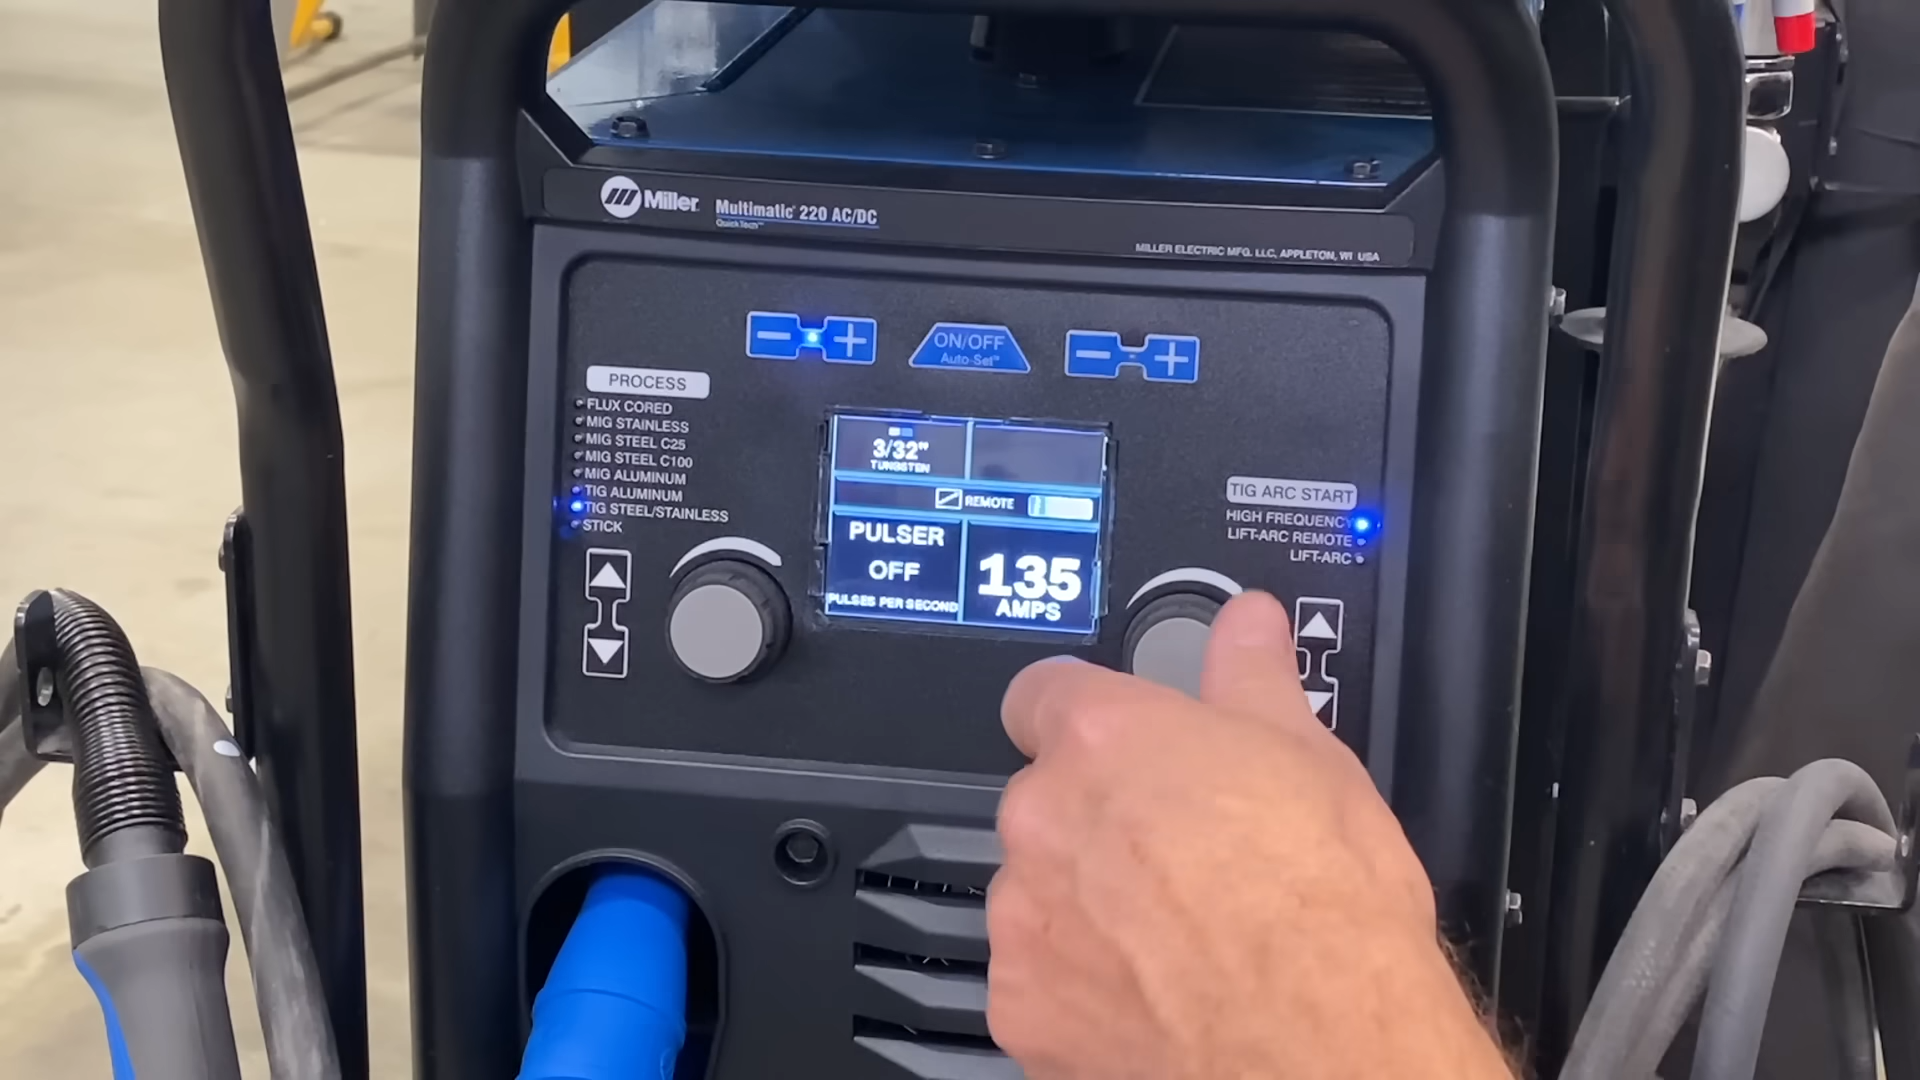 Miller
Multimatic® 220 AC/DC
QuickTech™
MILLER ELECTRIC MFG. LLC, APPLETON, WI USA
− +
ON/OFF
Auto-Set™
− +
PROCESS
FLUX CORED
MIG STAINLESS
MIG STEEL C25
MIG STEEL C100
MIG ALUMINUM
TIG ALUMINUM
TIG STEEL/STAINLESS
STICK
3/32"
TUNGSTEN
REMOTE
PULSER
OFF
PULSES PER SECOND
135
AMPS
TIG ARC START
HIGH FREQUENCY
LIFT-ARC REMOTE
LIFT-ARC